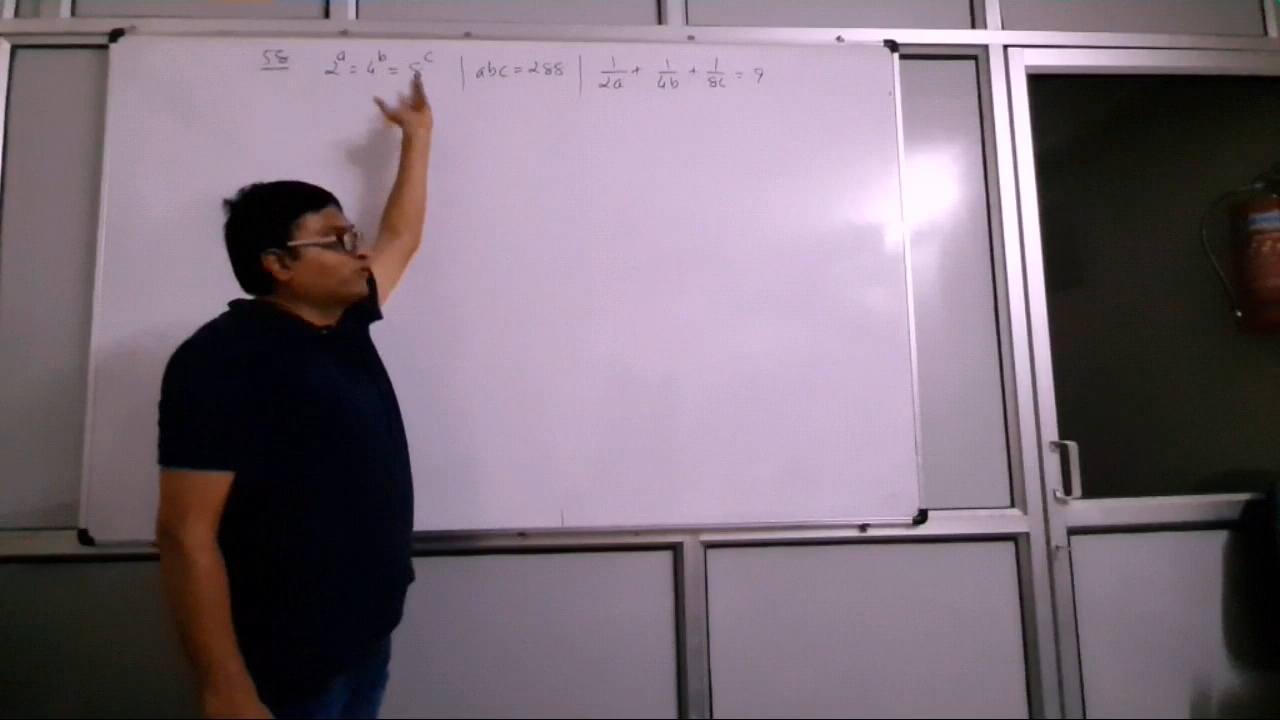 58 2^a = 4^b = 8^c | abc = 288 | 1/2a + 1/4b + 1/8c = ?